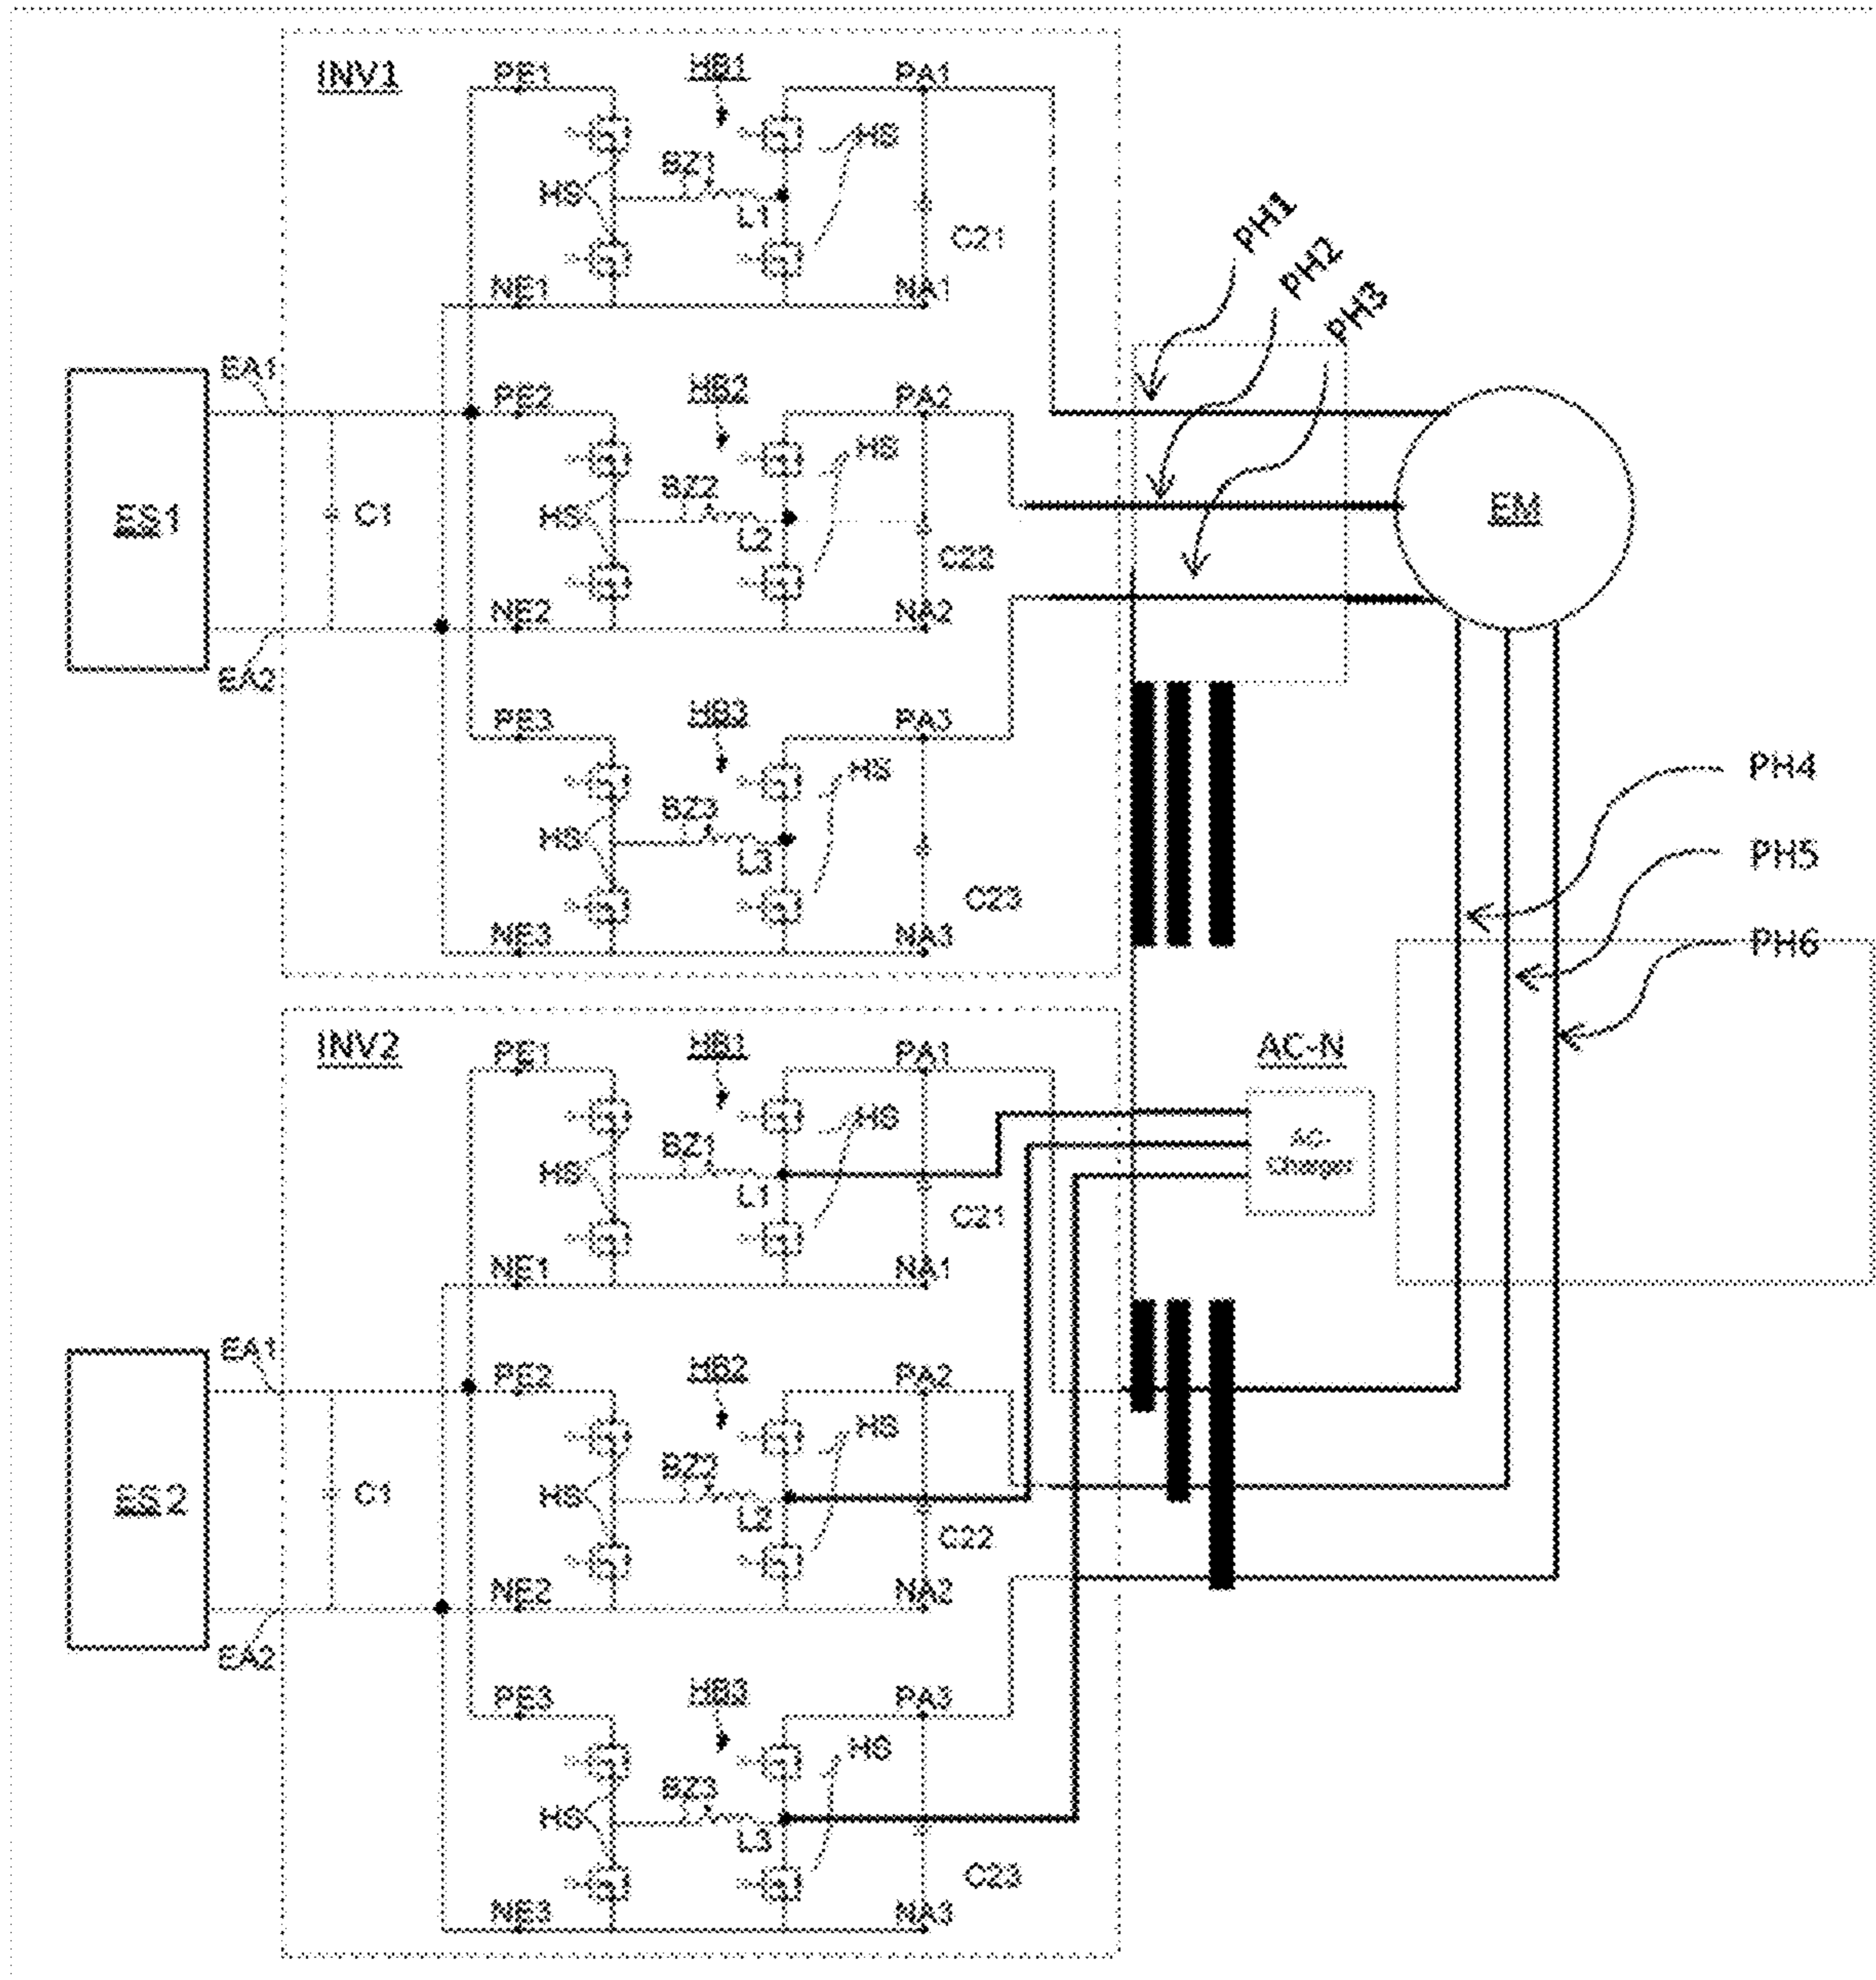 INV1
PE1
HB1
PA1
HS
BZ1
HS
L1
C21
NE1
NA1
PH1
PH2
PH3
EA1
PE2
HB2
PA2
HS
ES1
C1
BZ2
HS
L2
EM
C22
NE2
NA2
EA2
PE3
HB3
PA3
HS
BZ3
HS
L3
C23
NE3
NA3
PH4
PH5
PH6
INV2
PE1
HB1
PA1
AC-N
HS
BZ1
HS
L1
AC-
Charger
C21
NE1
NA1
EA1
PE2
HB2
PA2
HS
ES2
C1
BZ2
HS
L2
C22
NE2
NA2
EA2
PE3
HB3
PA3
HS
BZ3
HS
L3
C23
NE3
NA3